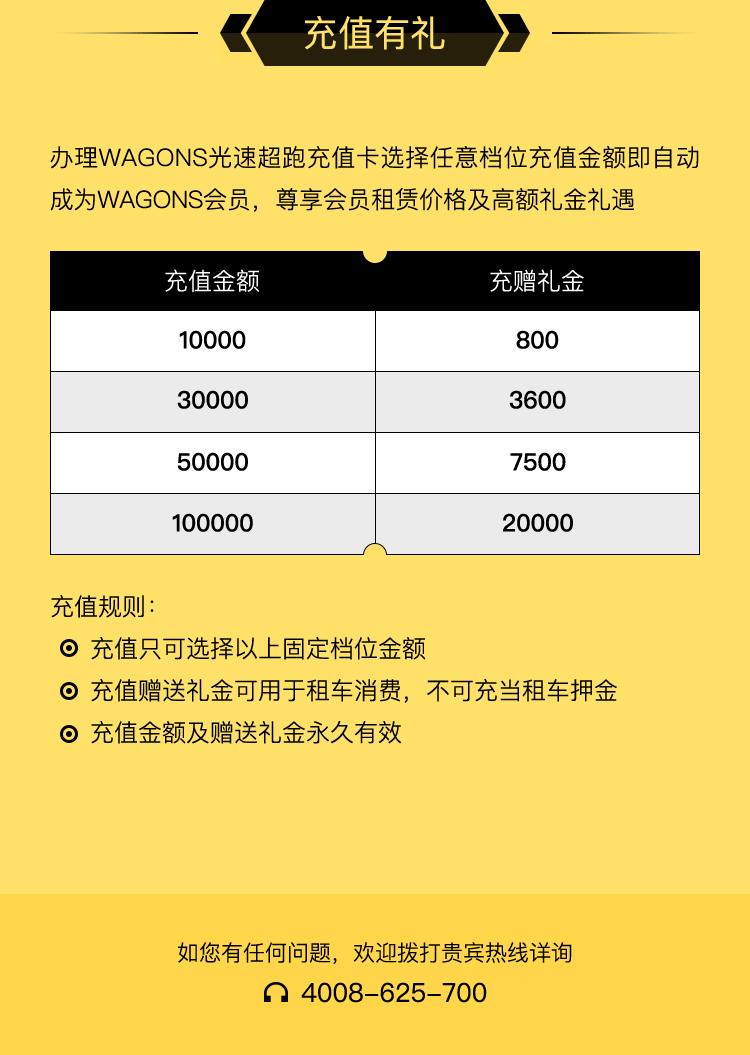 充值有礼
办理WAGONS光速超跑充值卡选择任意档位充值金额即自动
成为WAGONS会员，尊享会员租赁价格及高额礼金礼遇
充值金额 充赠礼金
10000 800
30000 3600
50000 7500
100000 20000
充值规则：
充值只可选择以上固定档位金额
充值赠送礼金可用于租车消费，不可充当租车押金
充值金额及赠送礼金永久有效
如您有任何问题，欢迎拨打贵宾热线详询
4008-625-700